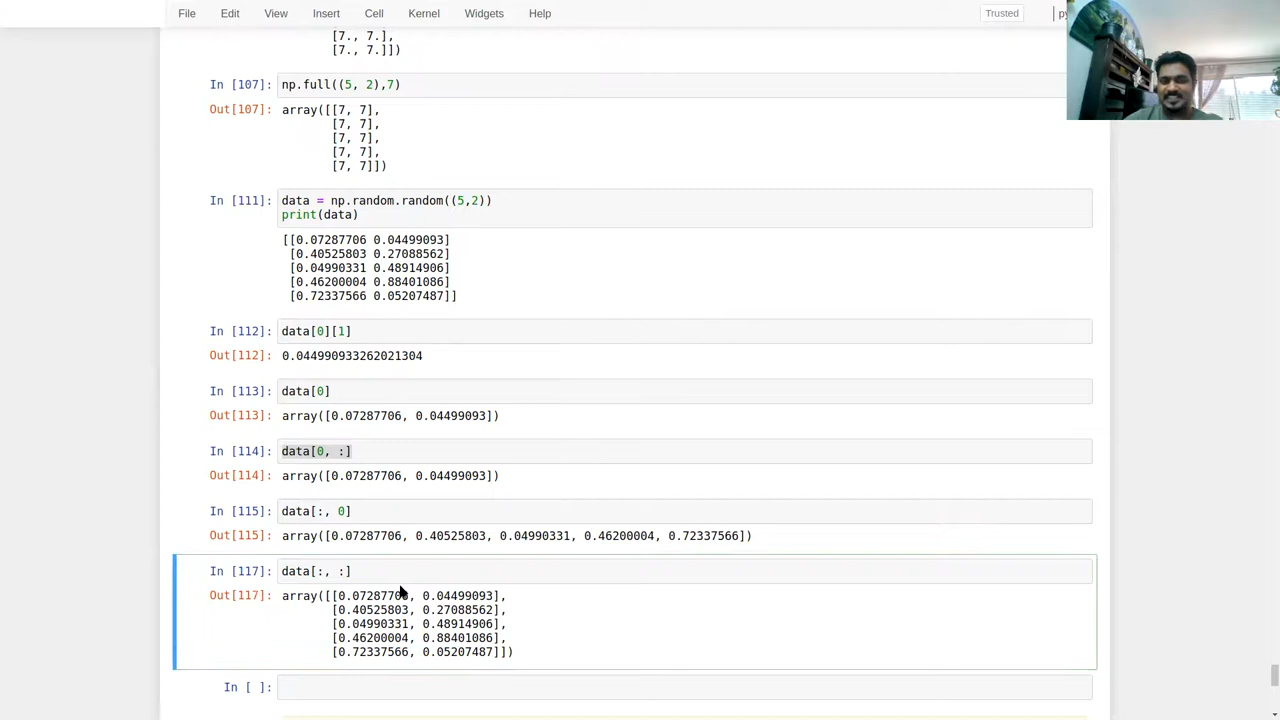 File Edit View Insert Cell Kernel Widgets Help Trusted py
[7., 7.],
[7., 7.]])
In [107]: np.full((5, 2),7)
Out[107]: array([[7, 7],
[7, 7],
[7, 7],
[7, 7],
[7, 7]])
In [111]: data = np.random.random((5,2))
print(data)
[[0.07287706 0.04499093]
[0.40525803 0.27088562]
[0.04990331 0.48914906]
[0.46200004 0.88401086]
[0.72337566 0.05207487]]
In [112]: data[0][1]
Out[112]: 0.044990933262021304
In [113]: data[0]
Out[113]: array([0.07287706, 0.04499093])
In [114]: data[0, :]
Out[114]: array([0.07287706, 0.04499093])
In [115]: data[:, 0]
Out[115]: array([0.07287706, 0.40525803, 0.04990331, 0.46200004, 0.72337566])
In [117]: data[:, :]
Out[117]: array([[0.07287706, 0.04499093],
[0.40525803, 0.27088562],
[0.04990331, 0.48914906],
[0.46200004, 0.88401086],
[0.72337566, 0.05207487]])
In [ ]: